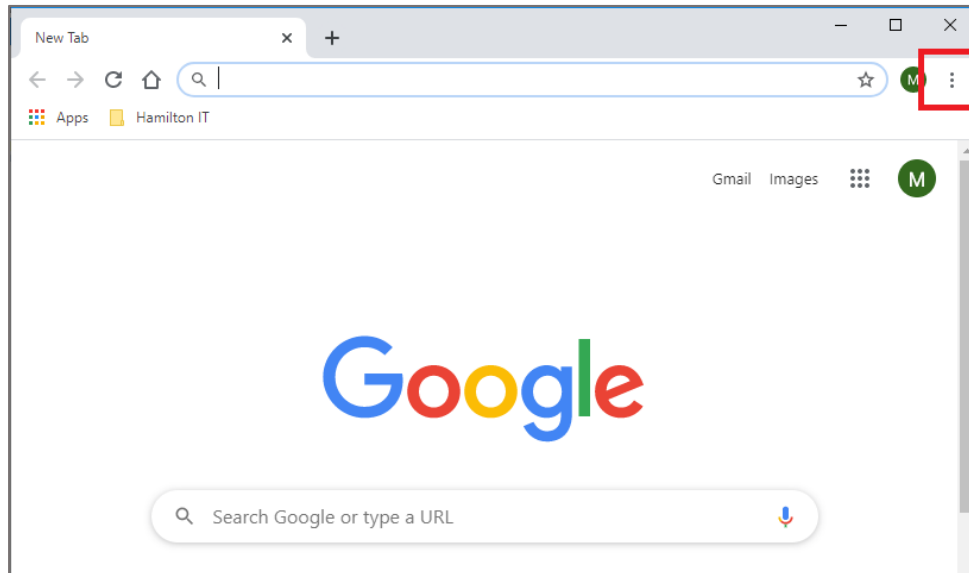 New Tab
M
Apps Hamilton IT
Gmail Images M
Google
Search Google or type a URL